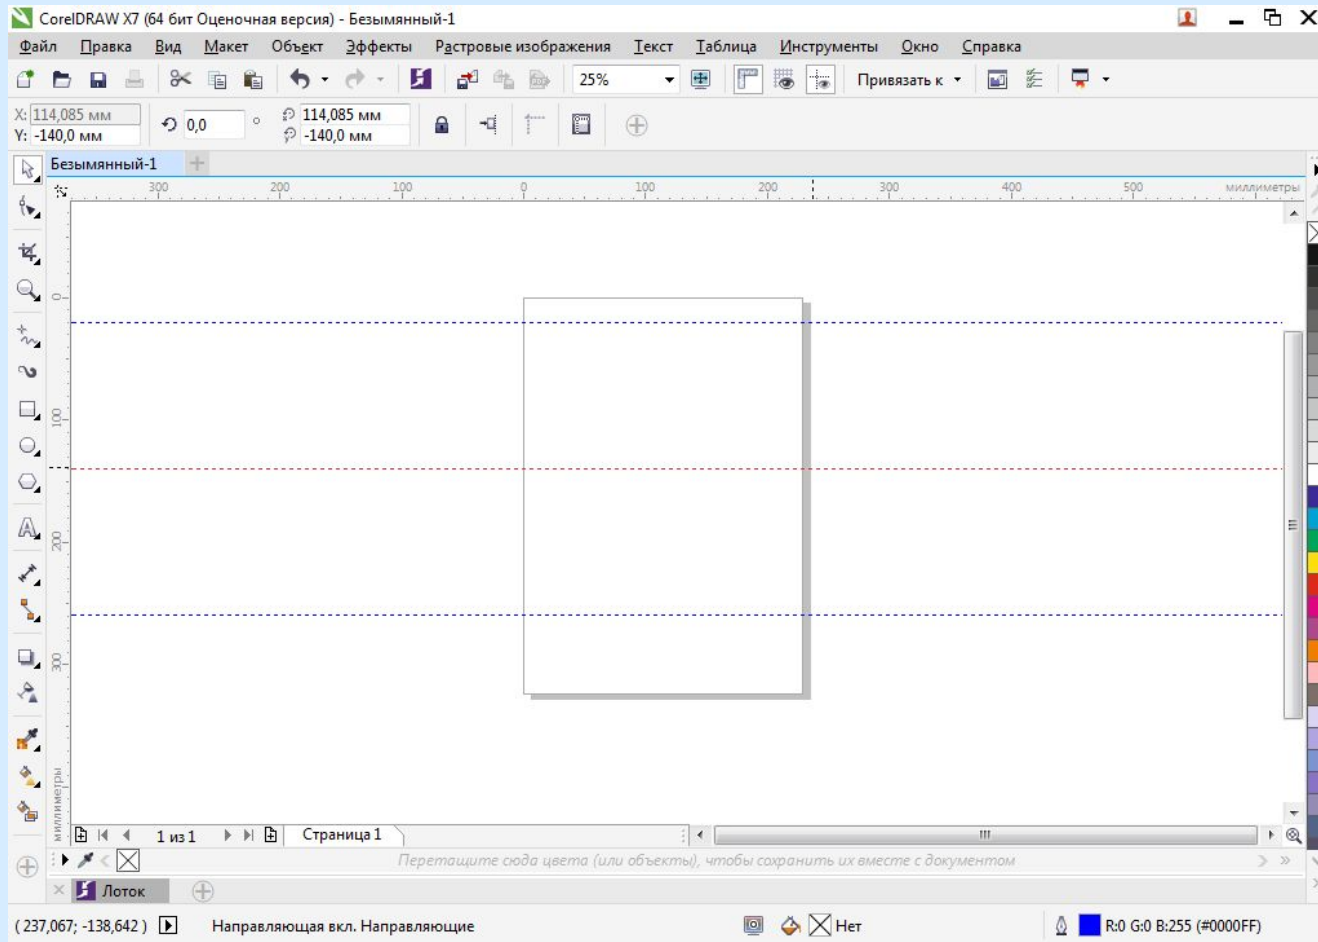 CorelDRAW X7 (64 бит Оценочная версия) - Безымянный-1
Файл Правка Вид Макет Объект Эффекты Растровые изображения Текст Таблица Инструменты Окно Справка
25% Привязать к
X: 114,085 мм 0,0 ° 114,085 мм
Y: -140,0 мм -140,0 мм
Безымянный-1
300 200 100 0 100 200 300 400 500 миллиметры
0
100
200
300
миллиметры
1 из 1 Страница 1
Перетащите сюда цвета (или объекты), чтобы сохранить их вместе с документом
Лоток
( 237,067; -138,642 ) Направляющая вкл. Направляющие Нет R:0 G:0 B:255 (#0000FF)